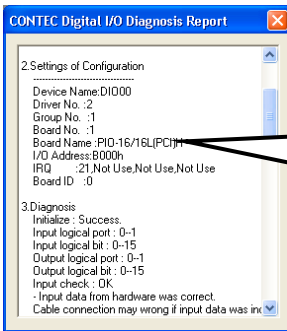 CONTEC Digital I/O Diagnosis Report
2.Settings of Configuration
----------------------------------
Device Name:DIO00
Driver No. :2
Group No. :1
Board No. :1
Board Name :PIO-16/16L(PCI)H
I/O Address:B000h
IRQ :21,Not Use,Not Use,Not Use
Board ID :0
3.Diagnosis
Initialize : Success.
Input logical port : 0--1
Input logical bit : 0--15
Output logical port : 0--1
Output logical bit : 0--15
Input check : OK
- Input data from hardware was correct.
Cable connection may wrong if input data was